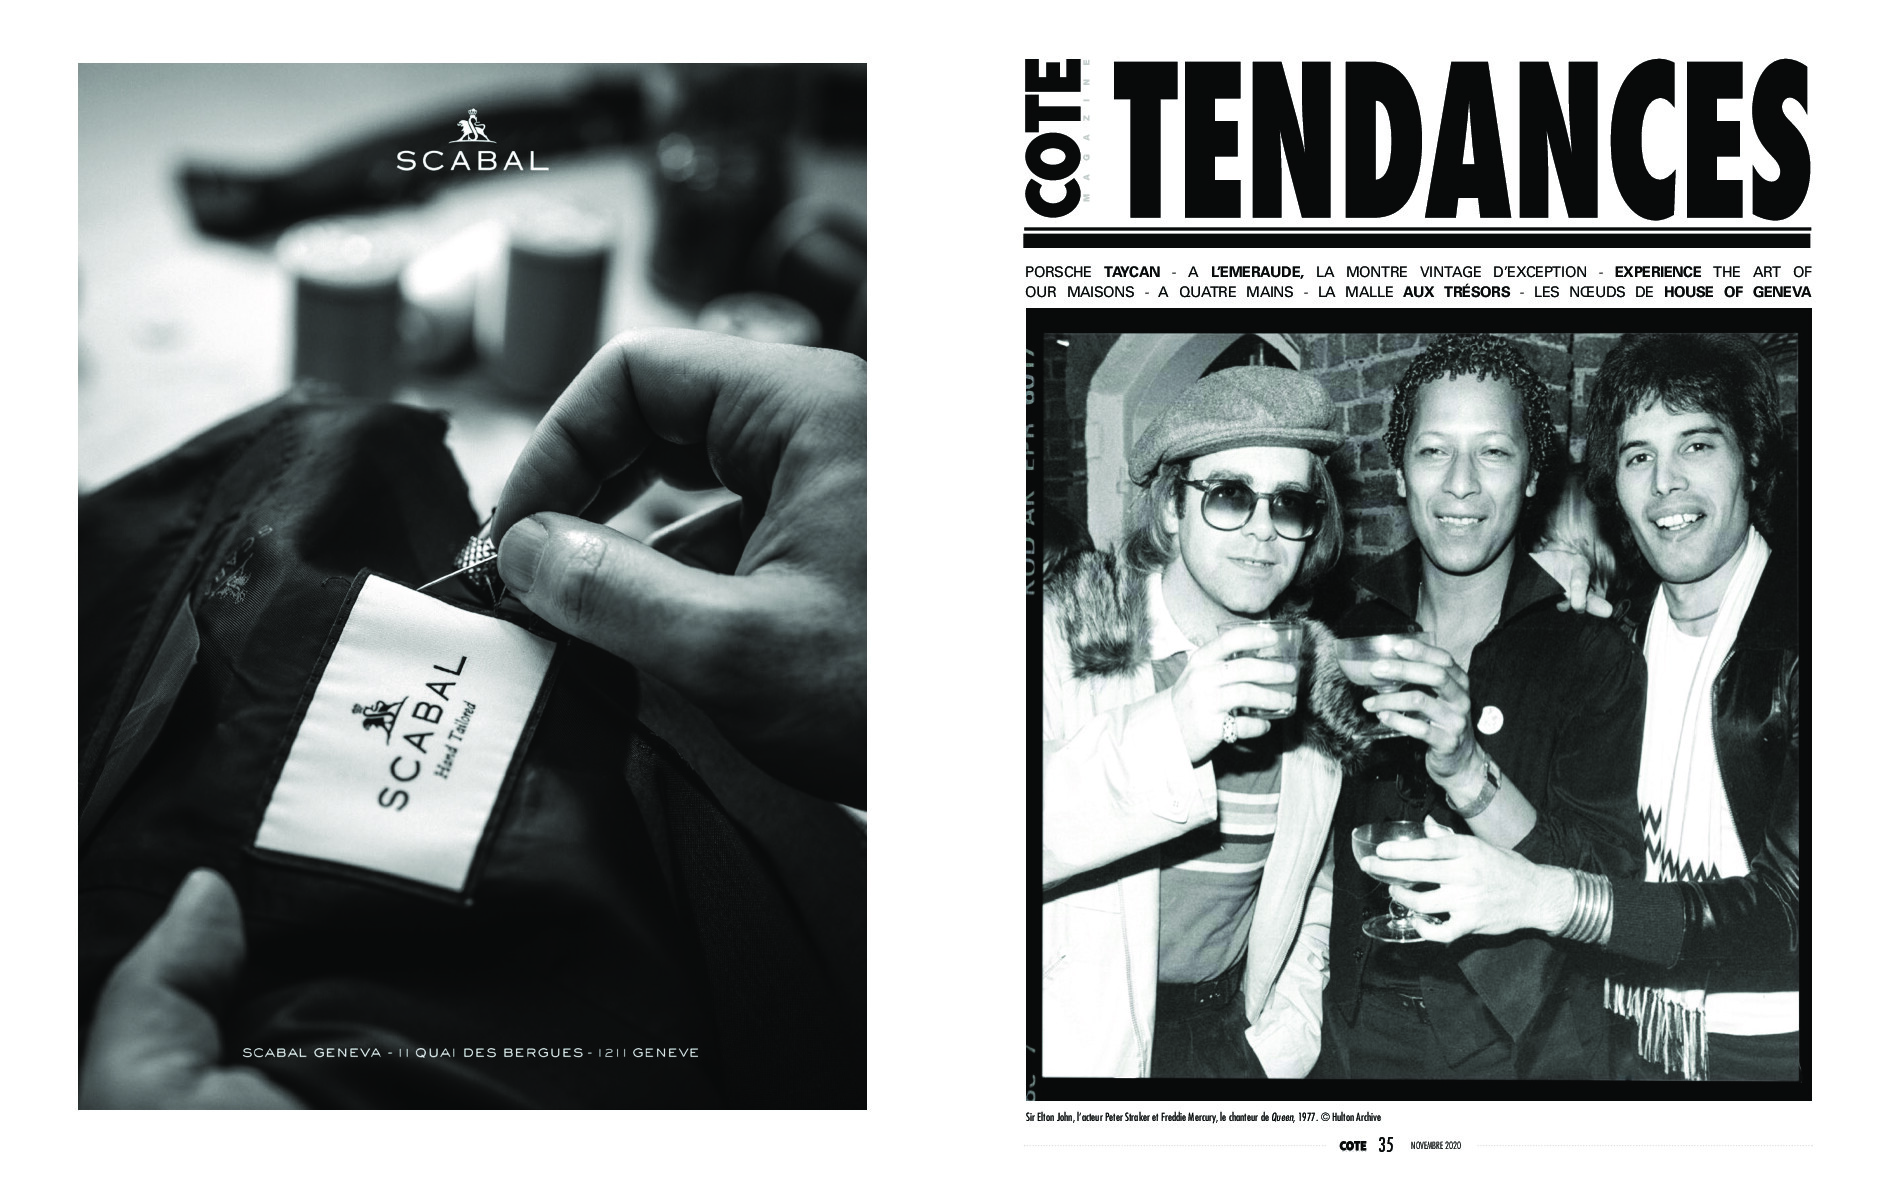 SCABAL
SCABAL
Hand Tailored
SCABAL GENEVA - 11 QUAI DES BERGUES - 1211 GENEVE
COTE
MAGAZINE
TENDANCES
PORSCHE TAYCAN - A L'EMERAUDE, LA MONTRE VINTAGE D'EXCEPTION - EXPERIENCE THE ART OF
OUR MAISONS - A QUATRE MAINS - LA MALLE AUX TRÉSORS - LES NŒUDS DE HOUSE OF GENEVA
Sir Elton John, l'acteur Peter Straker et Freddie Mercury, le chanteur de Queen, 1977. © Hulton Archive
COTE 35 NOVEMBRE 2020